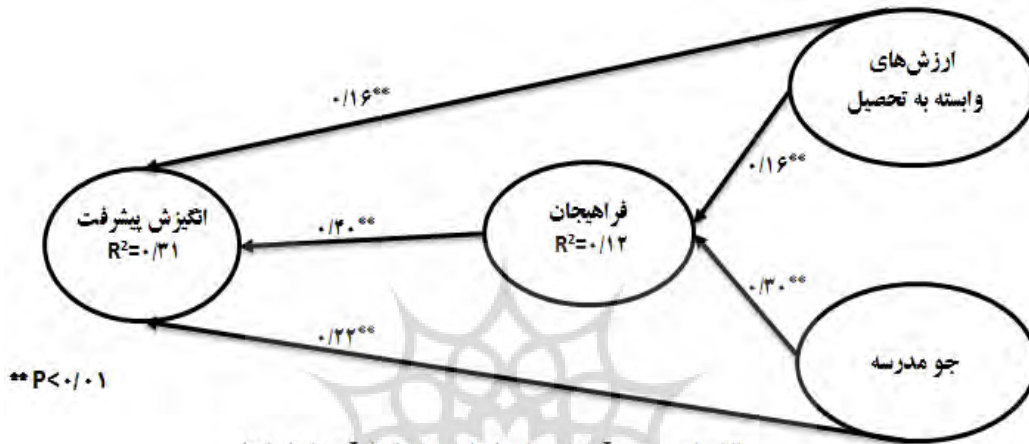 ارزش‌های
وابسته به تحصیل
۰/۱۶**
۰/۱۶**
فراهیجان
R²=۰/۱۲
انگیزش پیشرفت
R²=۰/۳۱
۰/۴۰**
۰/۳۰**
۰/۲۲**
جو مدرسه
** P<۰/۰۱